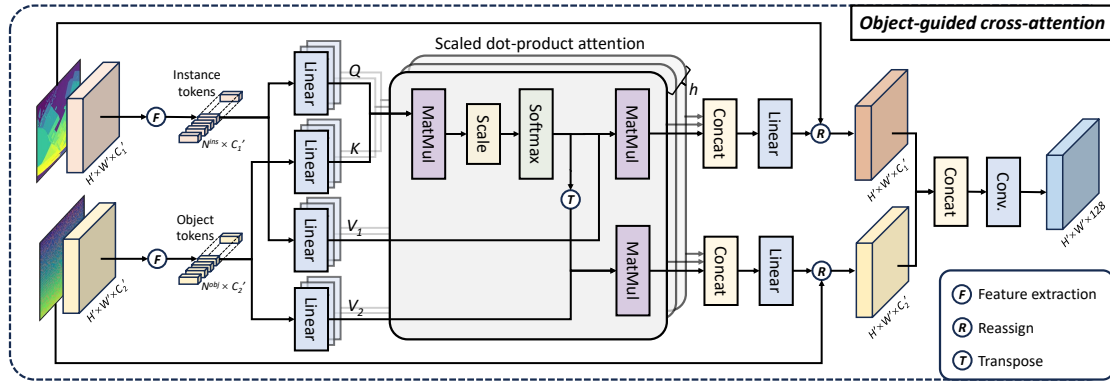 Object-guided cross-attention
Scaled dot-product attention
h
Instance
tokens
N^ins × C₁'
H'×W'×C₁'
F
Linear
Q
Linear
K
Linear
V₁
Linear
V₂
MatMul
Scale
Softmax
T
MatMul
MatMul
Concat
Linear
R
H'×W'×C₁'
Object
tokens
N^obj × C₂'
H'×W'×C₂'
F
Concat
Linear
R
H'×W'×C₂'
Concat
Conv.
H'×W'×128
F Feature extraction
R Reassign
T Transpose